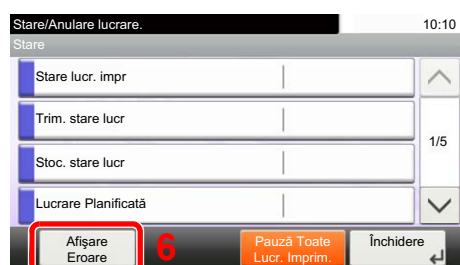 Stare/Anulare lucrare.
10:10
Stare
Stare lucr. impr
Trim. stare lucr
1/5
Stoc. stare lucr
Lucrare Planificată
Afişare
Eroare
6
Pauză Toate
Lucr. Imprim.
Închidere